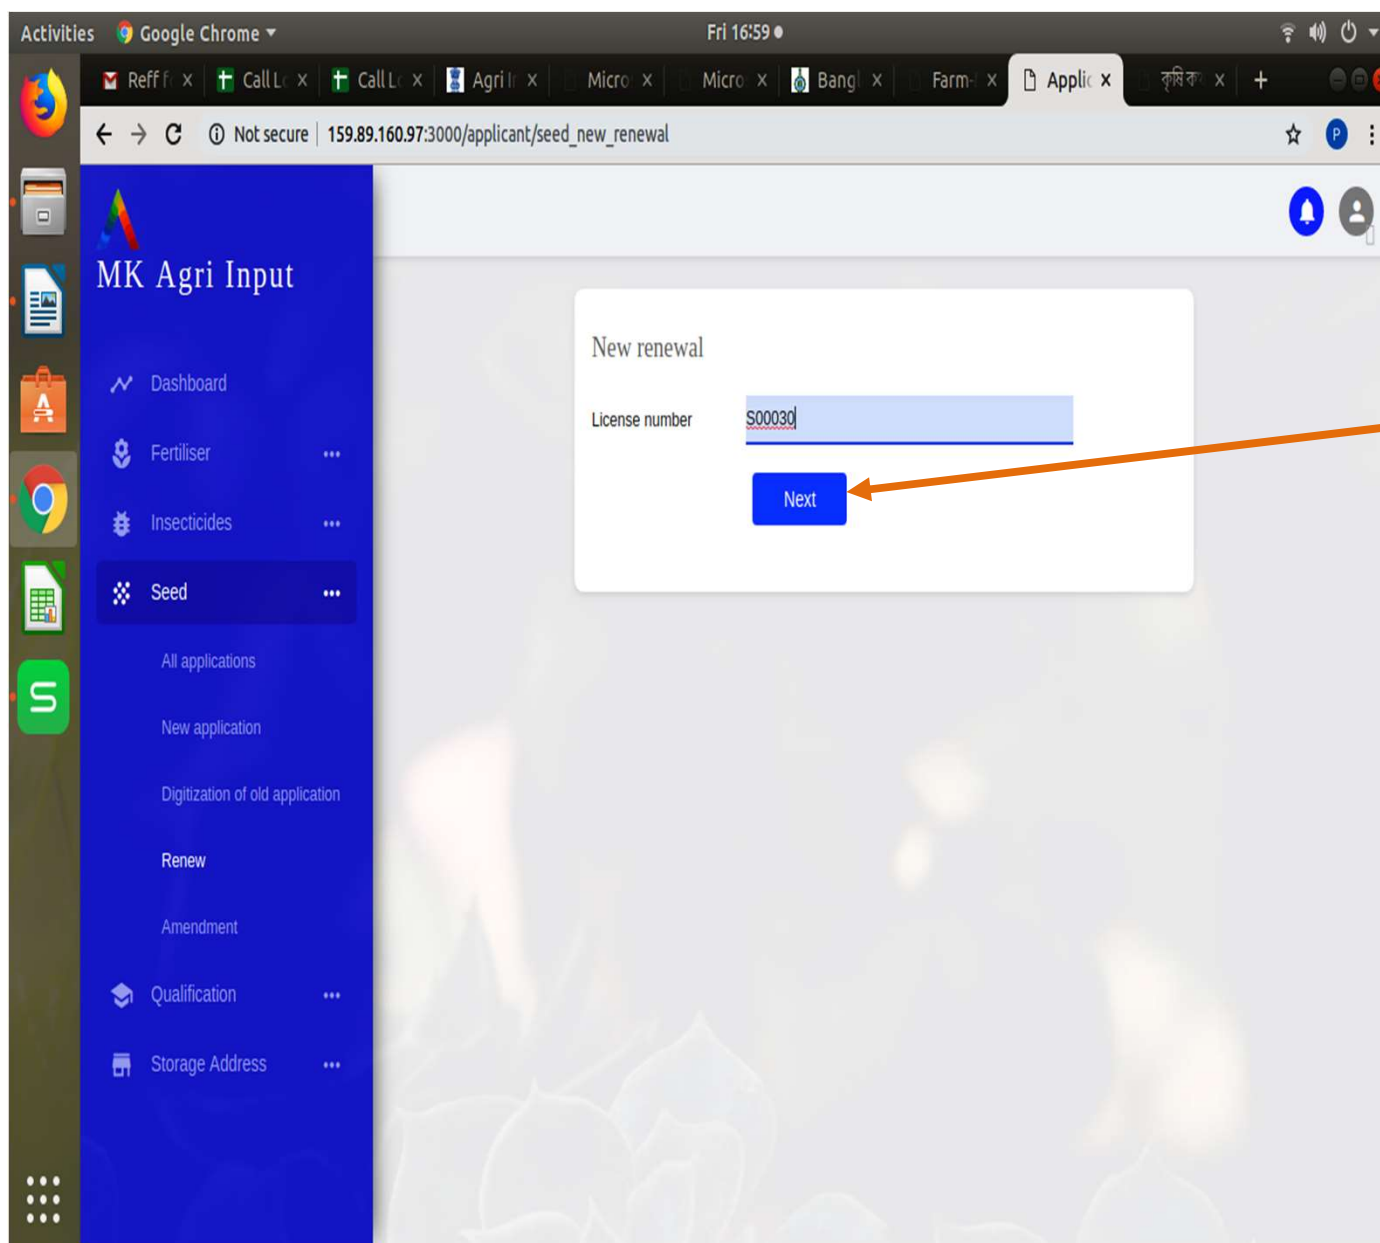 Activities Google Chrome Fri 16:59
Reff f Call L Call L Agri I Micro Micro Bangl Farm- Applic কৃষি ক
Not secure 159.89.160.97:3000/applicant/seed_new_renewal P
MK Agri Input
New renewal
License number S00030
Next
Dashboard
Fertiliser
Insecticides
Seed
All applications
New application
Digitization of old application
Renew
Amendment
Qualification
Storage Address